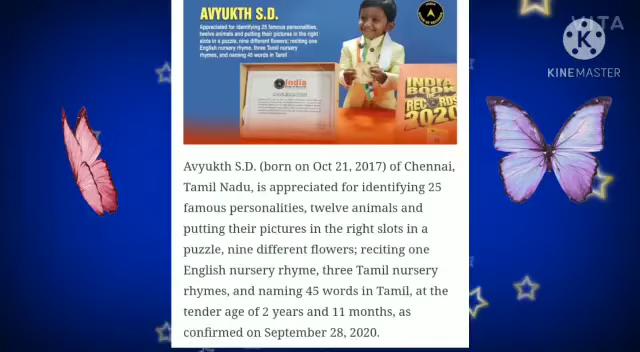 AVYUKTH S.D.
Appreciated for identifying 25 famous personalities,
twelve animals and putting their pictures in the right
slots in a puzzle, nine different flowers; reciting one
English nursery rhyme, three Tamil nursery
rhymes, and naming 45 words in Tamil
India
INDIA
BOOK
OF
RECORDS
2020
VITA
KINEMASTER
Avyukth S.D. (born on Oct 21, 2017) of Chennai,
Tamil Nadu, is appreciated for identifying 25
famous personalities, twelve animals and
putting their pictures in the right slots in a
puzzle, nine different flowers; reciting one
English nursery rhyme, three Tamil nursery
rhymes, and naming 45 words in Tamil, at the
tender age of 2 years and 11 months, as
confirmed on September 28, 2020.